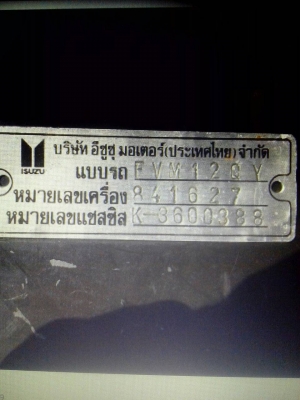 บริษัท อีซูซุ มอเตอร์(ประเทศไทย)จำกัด
ISUZU
แบบรถ FVM12QY
หมายเลขเครื่อง 841627
หมายเลขแชสซิส K-3600388